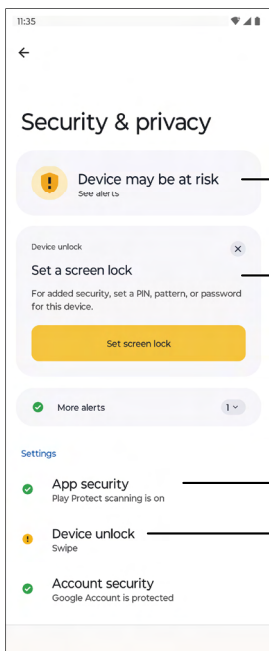 11:35
Security & privacy
Device may be at risk
See alerts
Device unlock
Set a screen lock
For added security, set a PIN, pattern, or password
for this device.
Set screen lock
More alerts
1
Settings
App security
Play Protect scanning is on
Device unlock
Swipe
Account security
Google Account is protected